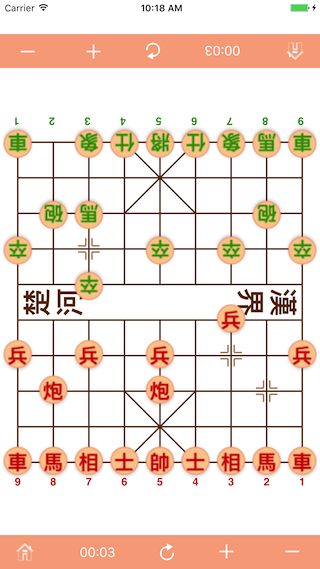 Carrier 10:18 AM
00:03
1 2 3 4 5 6 7 8 9
車 象 仕 將 仕 象 馬 車
砲 馬 砲
卒 卒 卒 卒
卒
楚河 漢界
兵
兵 兵 兵 兵
炮 炮
車 馬 相 士 帥 士 相 馬 車
9 8 7 6 5 4 3 2 1
00:03